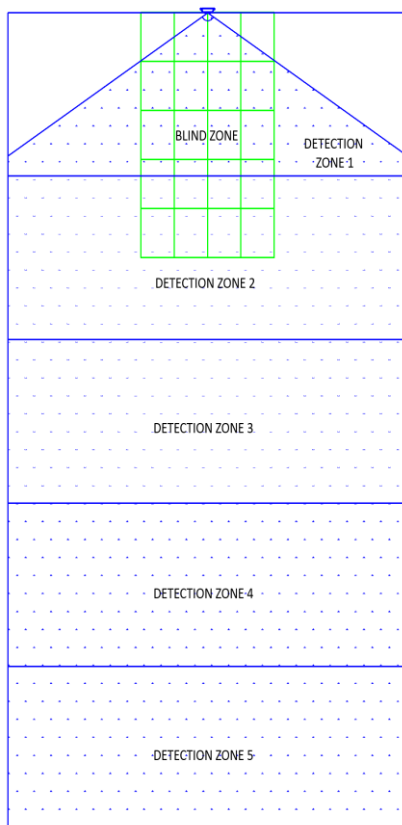 BLIND ZONE
DETECTION
ZONE 1
DETECTION ZONE 2
DETECTION ZONE 3
DETECTION ZONE 4
DETECTION ZONE 5